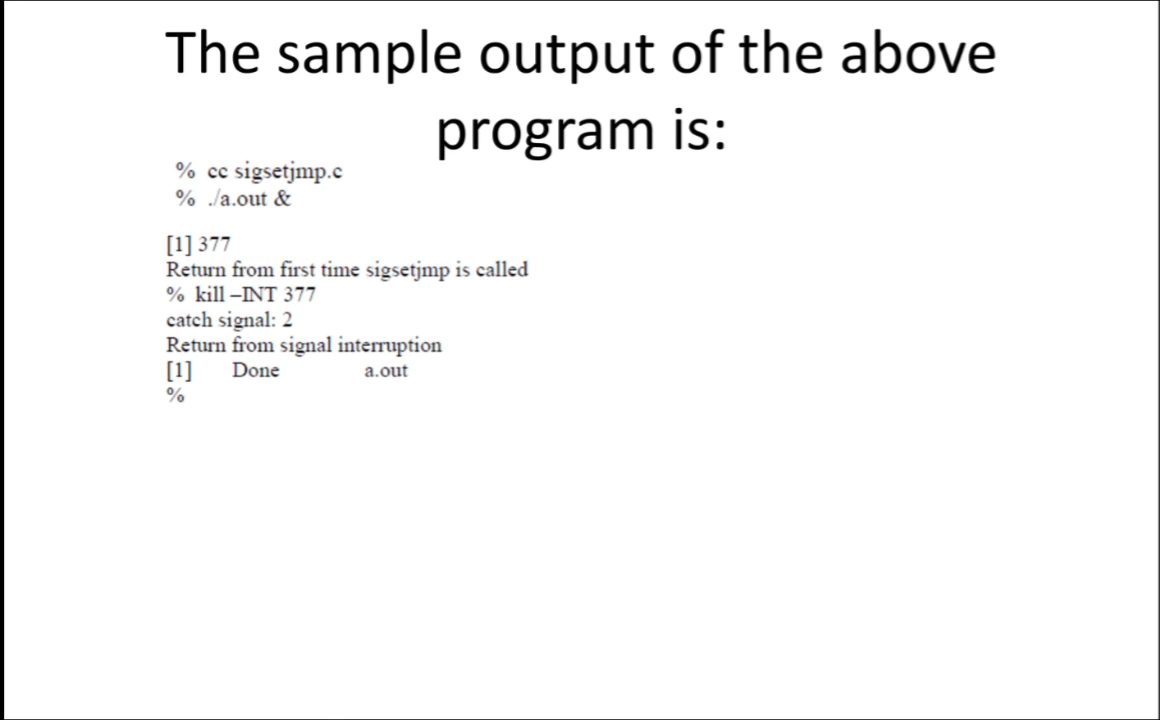 The sample output of the above
program is:
% cc sigsetjmp.c
% ./a.out &
[1] 377
Return from first time sigsetjmp is called
% kill –INT 377
catch signal: 2
Return from signal interruption
[1] Done a.out
%